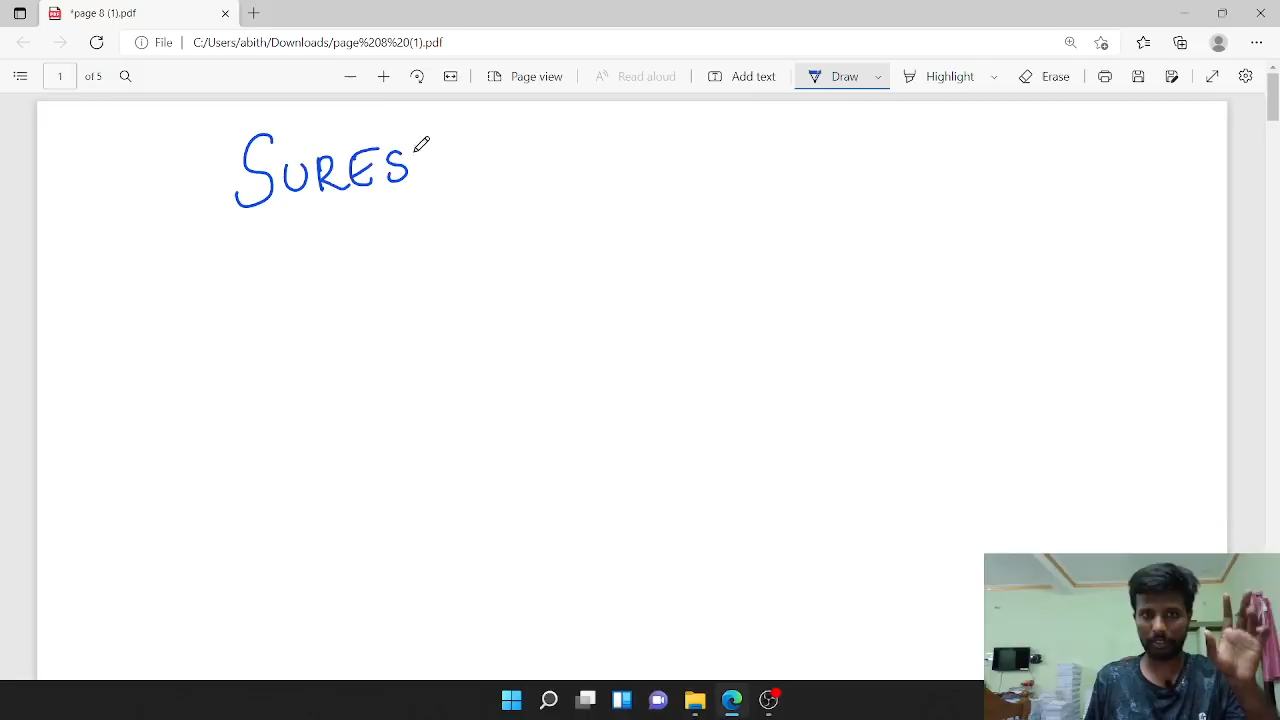 *page 8 (1).pdf
File C:/Users/abith/Downloads/page%208%20(1).pdf
1 of 5 Page view Read aloud Add text Draw Highlight Erase
SURES